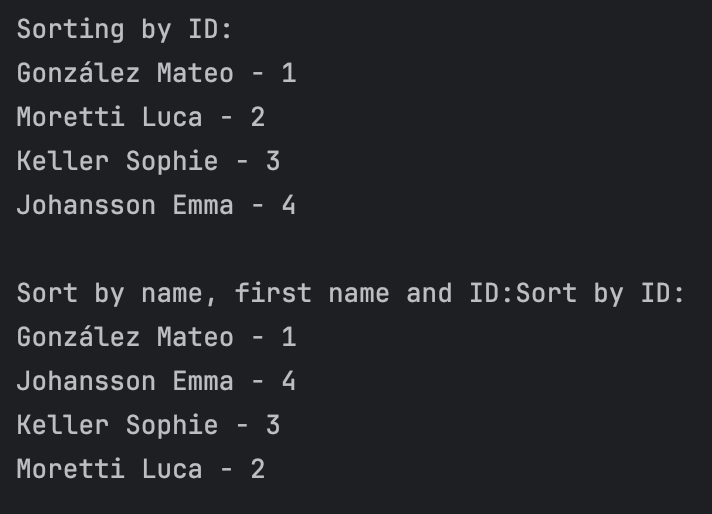 Sorting by ID:
González Mateo - 1
Moretti Luca - 2
Keller Sophie - 3
Johansson Emma - 4
Sort by name, first name and ID:Sort by ID:
González Mateo - 1
Johansson Emma - 4
Keller Sophie - 3
Moretti Luca - 2